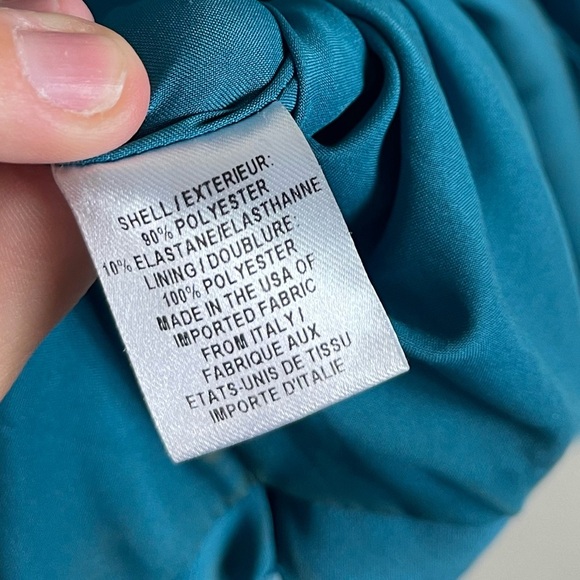 SHELL / EXTERIEUR:
90% POLYESTER
10% ELASTANE/ELASTHANNE
LINING / DOUBLURE:
100% POLYESTER
MADE IN THE USA OF
IMPORTED FABRIC
FROM ITALY /
FABRIQUE AUX
ETATS-UNIS DE TISSU
IMPORTE D'ITALIE